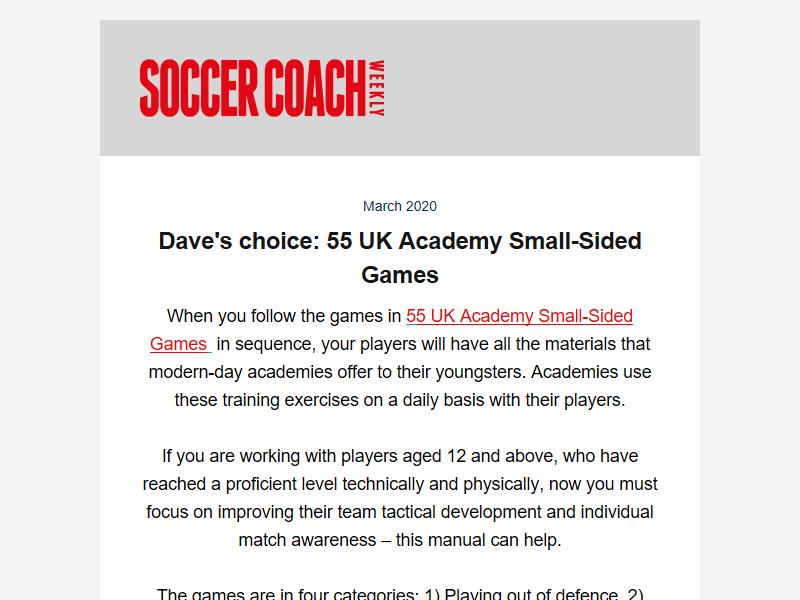 SOCCER COACH WEEKLY
March 2020
Dave's choice: 55 UK Academy Small-Sided
Games
When you follow the games in 55 UK Academy Small-Sided
Games in sequence, your players will have all the materials that
modern-day academies offer to their youngsters. Academies use
these training exercises on a daily basis with their players.
If you are working with players aged 12 and above, who have
reached a proficient level technically and physically, now you must
focus on improving their team tactical development and individual
match awareness – this manual can help.
The games are in four categories: 1) Playing out of defence, 2)